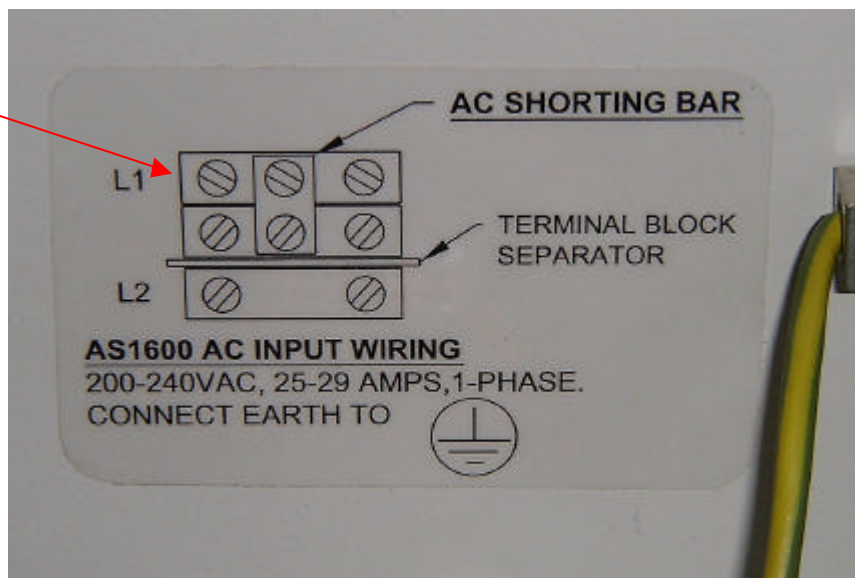 AC SHORTING BAR
L1
TERMINAL BLOCK
SEPARATOR
L2
AS1600 AC INPUT WIRING
200-240VAC, 25-29 AMPS,1-PHASE.
CONNECT EARTH TO